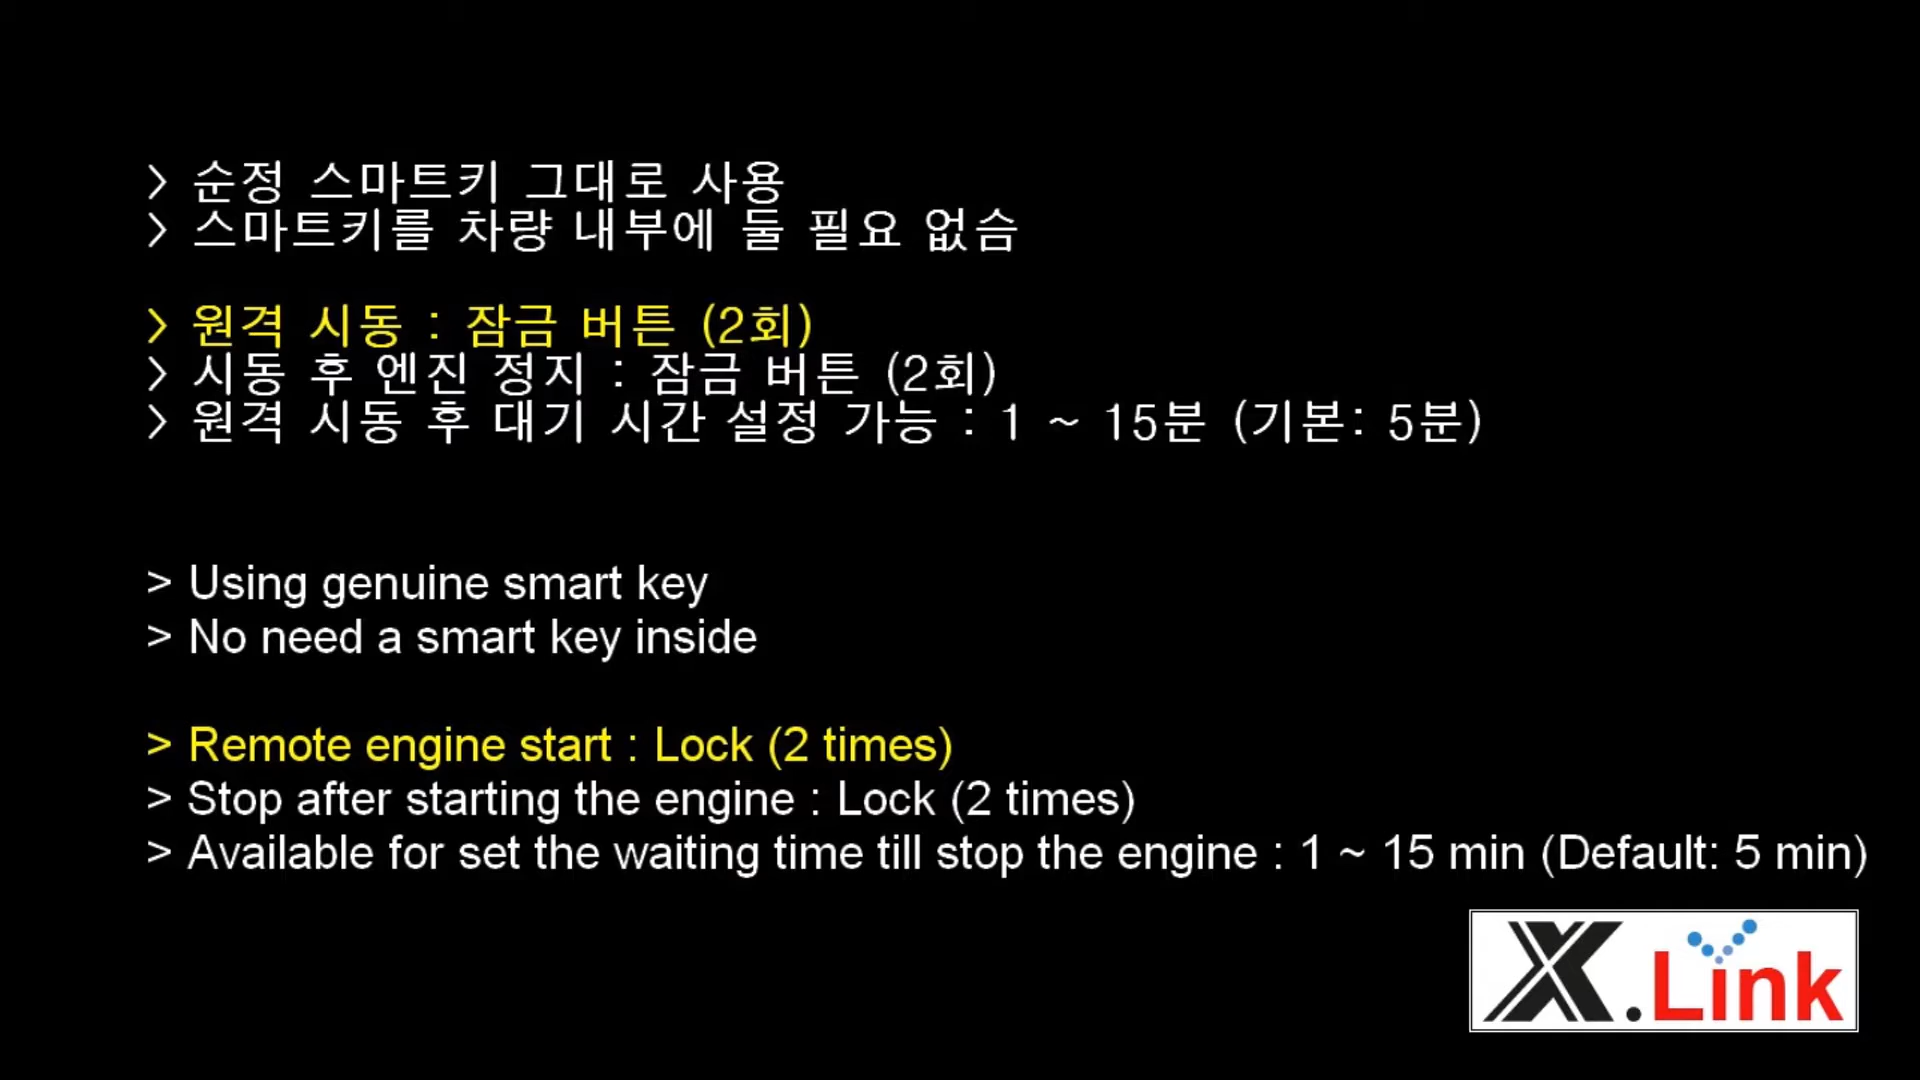 > 순정 스마트키 그대로 사용
> 스마트키를 차량 내부에 둘 필요 없슴
> 원격 시동 : 잠금 버튼 (2회)
> 시동 후 엔진 정지 : 잠금 버튼 (2회)
> 원격 시동 후 대기 시간 설정 가능 : 1 ~ 15분 (기본: 5분)
> Using genuine smart key
> No need a smart key inside
> Remote engine start : Lock (2 times)
> Stop after starting the engine : Lock (2 times)
> Available for set the waiting time till stop the engine : 1 ~ 15 min (Default: 5 min)
X.Link